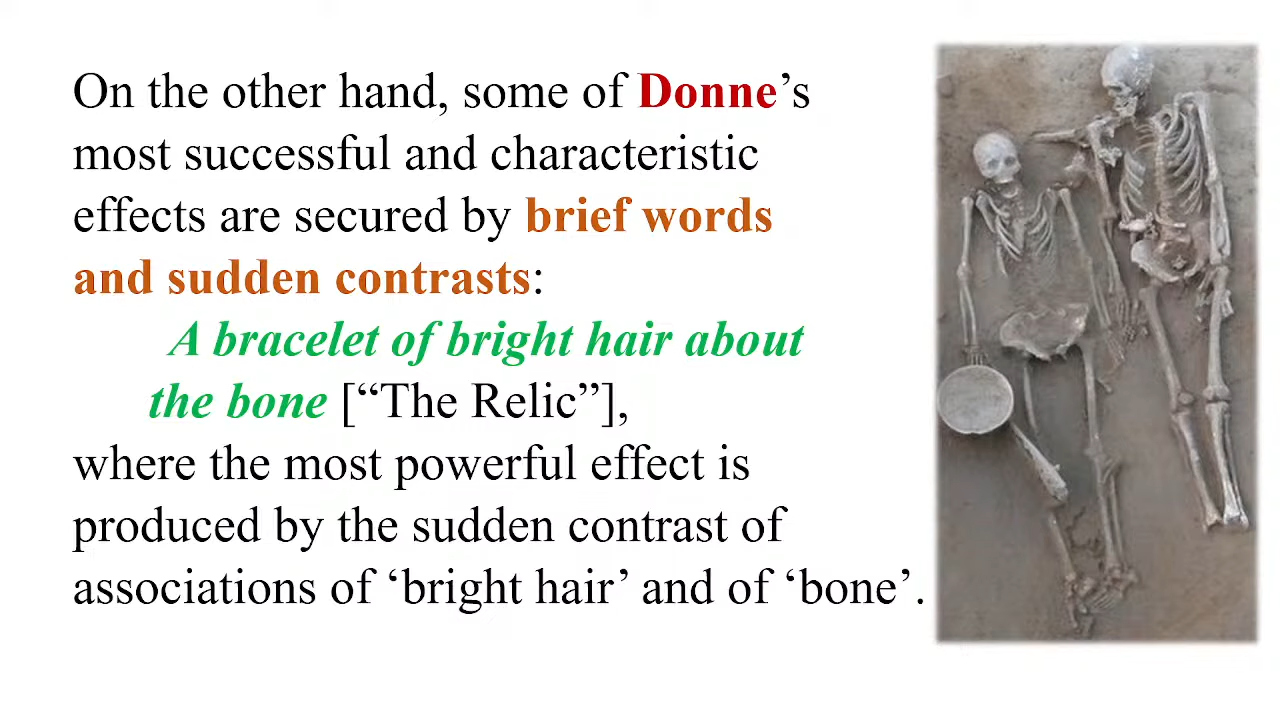 On the other hand, some of Donne’s
most successful and characteristic
effects are secured by brief words
and sudden contrasts:
A bracelet of bright hair about
the bone [“The Relic”],
where the most powerful effect is
produced by the sudden contrast of
associations of ‘bright hair’ and of ‘bone’.